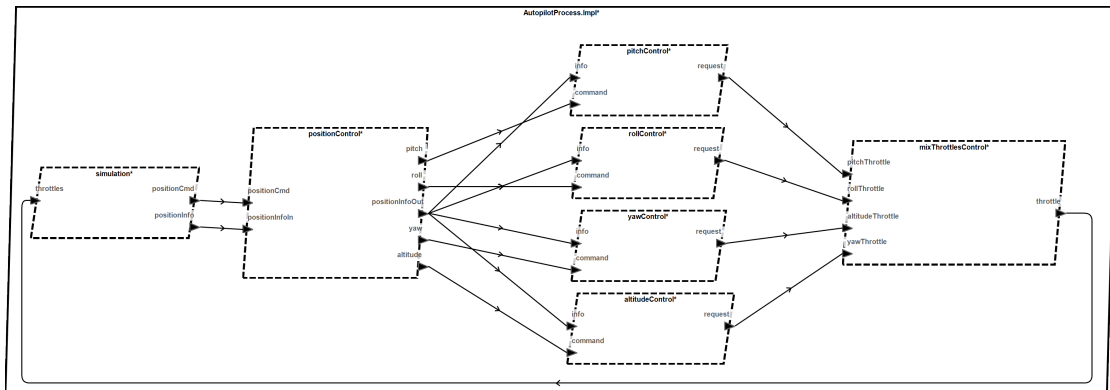 AutopilotProcess.Impl*
simulation*
throttles
positionCmd
positionInfo
positionControl*
positionCmd
positionInfoIn
pitch
roll
positionInfoOut
yaw
altitude
pitchControl*
info
command
request
rollControl*
info
command
request
yawControl*
info
command
request
altitudeControl*
info
command
request
mixThrottlesControl*
pitchThrottle
rollThrottle
altitudeThrottle
yawThrottle
throttle